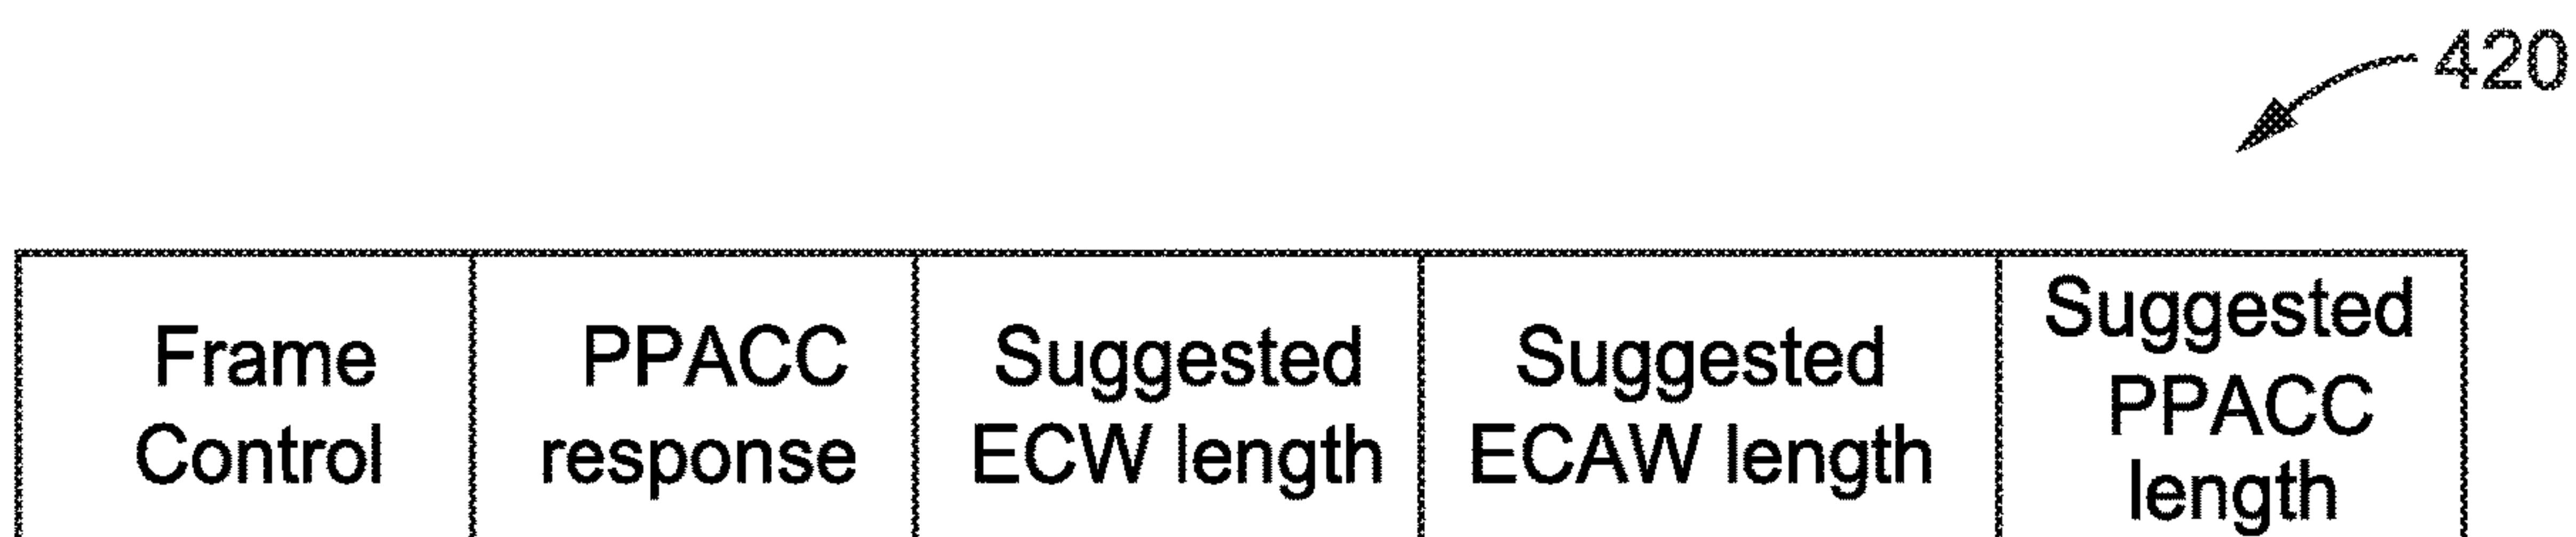 420
Frame
Control
PPACC
response
Suggested
ECW length
Suggested
ECAW length
Suggested
PPACC
length